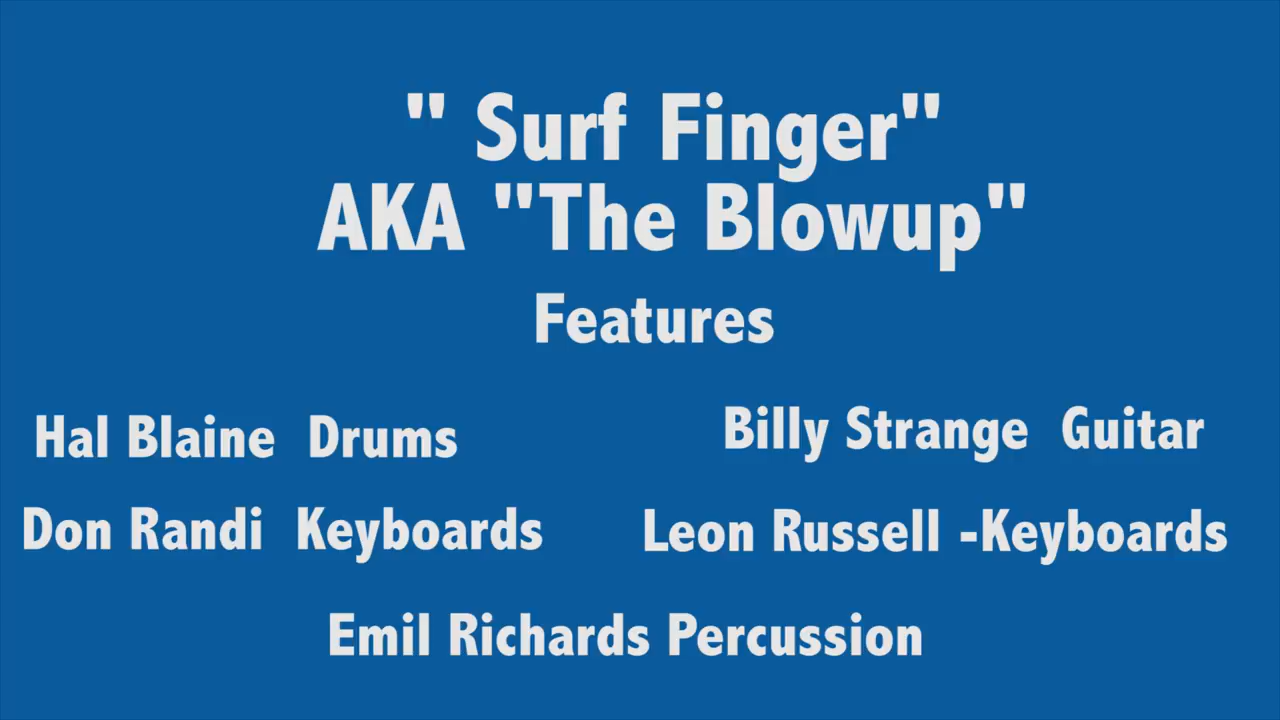 " Surf Finger"
AKA "The Blowup"
Features
Hal Blaine  Drums
Billy Strange  Guitar
Don Randi  Keyboards
Leon Russell -Keyboards
Emil Richards Percussion